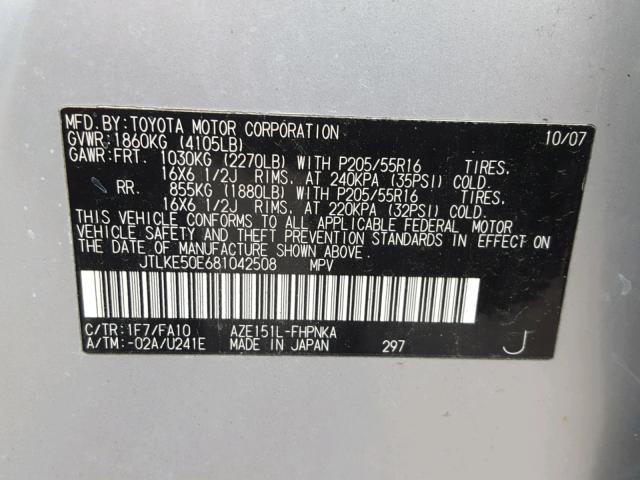 MFD.BY:TOYOTA MOTOR CORPORATION 10/07
GVWR:1860KG (4105LB)
GAWR:FRT. 1030KG (2270LB) WITH P205/55R16 TIRES.
16X6 1/2J RIMS. AT 240KPA (35PSI) COLD.
RR. 855KG (1880LB) WITH P205/55R16 TIRES.
16X6 1/2J RIMS. AT 220KPA (32PSI) COLD.
THIS VEHICLE CONFORMS TO ALL APPLICABLE FEDERAL MOTOR
VEHICLE SAFETY AND THEFT PREVENTION STANDARDS IN EFFECT ON
THE DATE OF MANUFACTURE SHOWN ABOVE.
JTLKE50E681042508 MPV
C/TR:1F7/FA10 AZE151L-FHPNKA
A/TM:-02A/U241E MADE IN JAPAN 297 J